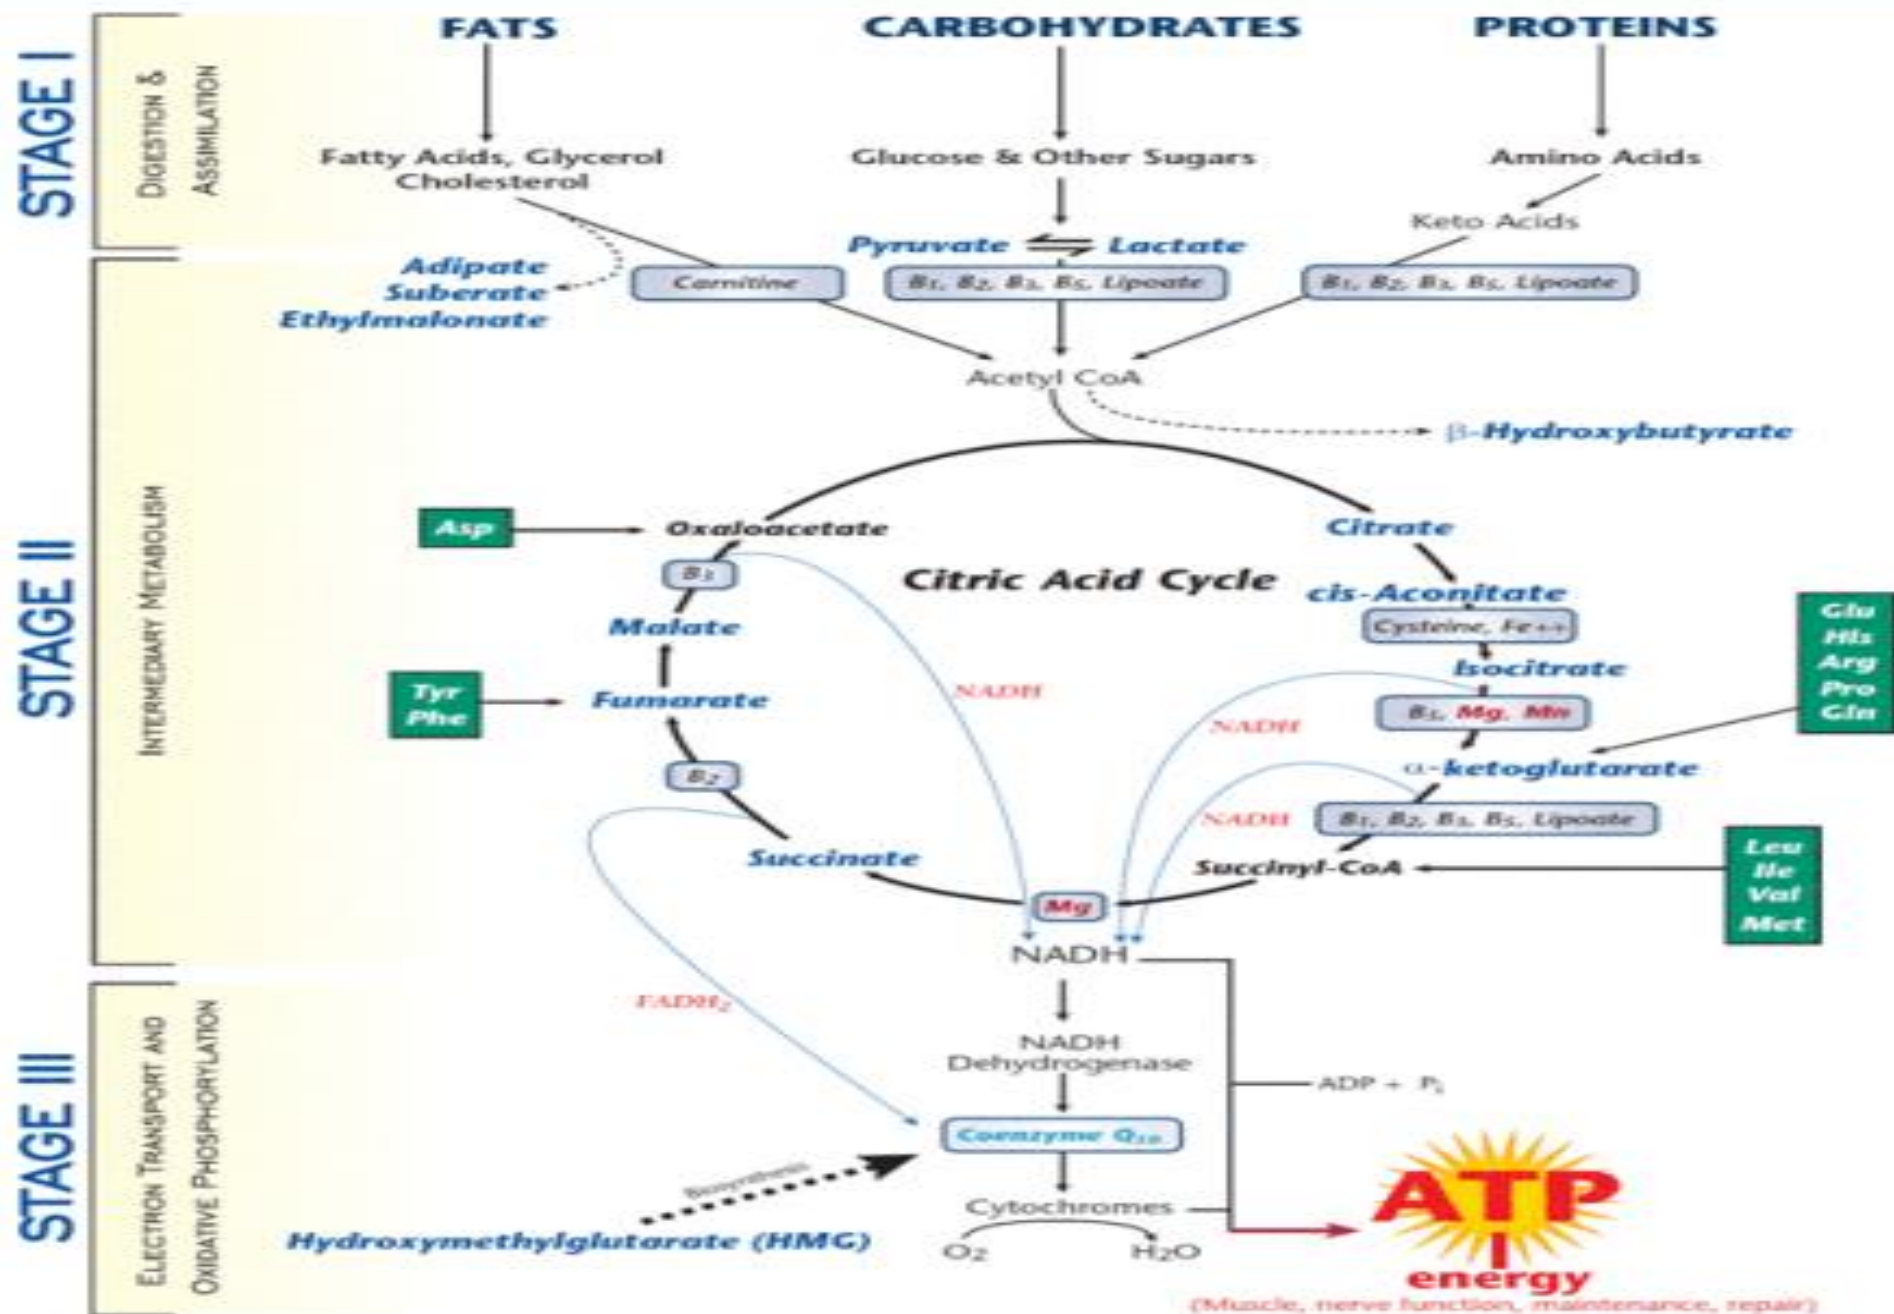 STAGE I
DIGESTION &
ASSIMILATION
FATS
CARBOHYDRATES
PROTEINS
Fatty Acids, Glycerol
Cholesterol
Glucose & Other Sugars
Amino Acids
Keto Acids
Pyruvate
Lactate
STAGE II
INTERMEDIARY METABOLISM
Adipate
Suberate
Ethylmalonate
Carnitine
B1, B2, B3, B5, Lipoate
B1, B2, B3, B5, Lipoate
Acetyl CoA
β-Hydroxybutyrate
Asp
Oxaloacetate
Citrate
B3
Citric Acid Cycle
cis-Aconitate
Cysteine, Fe++
Malate
Isocitrate
Glu
His
Arg
Pro
Gln
Tyr
Phe
Fumarate
NADH
NADH
B3, Mg, Mn
α-ketoglutarate
B2
NADH
B1, B2, B3, B5, Lipoate
Succinate
Succinyl-CoA
Leu
Ile
Val
Met
Mg
NADH
STAGE III
ELECTRON TRANSPORT AND
OXIDATIVE PHOSPHORYLATION
FADH2
NADH
Dehydrogenase
ADP + Pi
Coenzyme Q10
Biosynthesis
Hydroxymethylglutarate (HMG)
Cytochromes
O2
H2O
ATP
energy
(Muscle, nerve function, maintenance, repair)